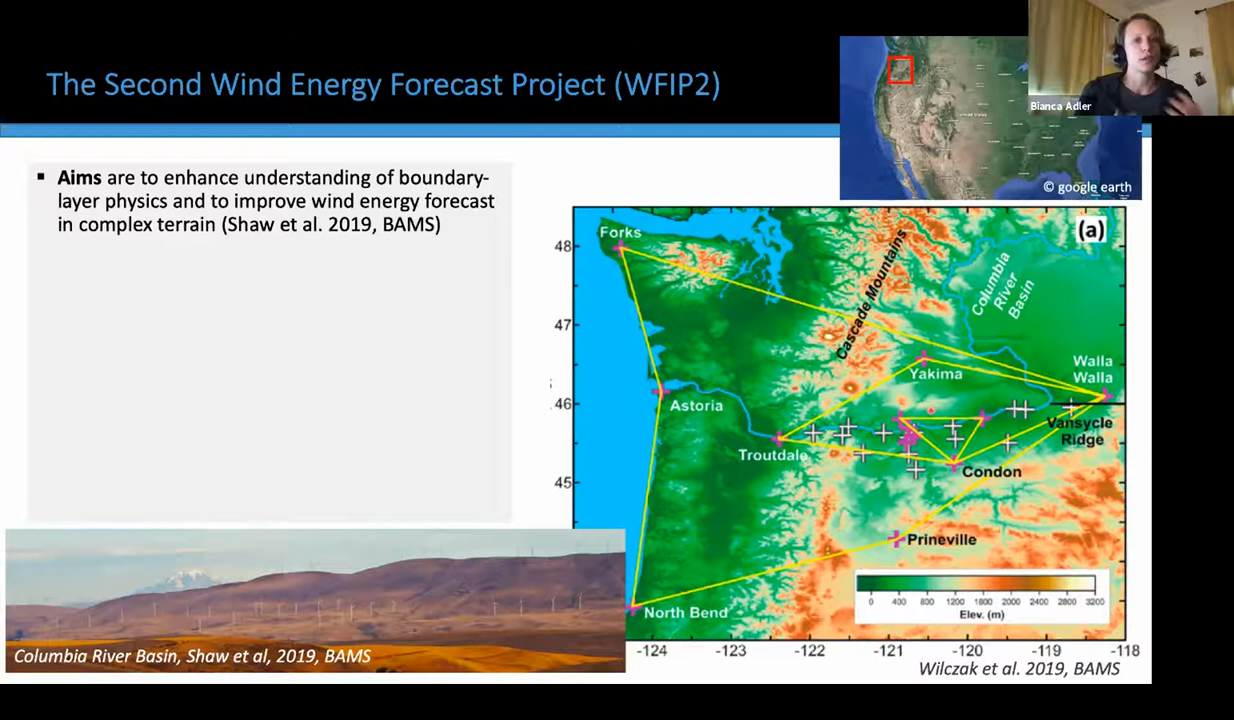 The Second Wind Energy Forecast Project (WFIP2)
Bianca Adler
© google earth
▪ Aims are to enhance understanding of boundary-
layer physics and to improve wind energy forecast
in complex terrain (Shaw et al. 2019, BAMS)
(a)
Forks
Cascade Mountains
Columbia
River
Basin
Yakima
Walla
Walla
Astoria
Troutdale
Vansycle
Ridge
Condon
Prineville
North Bend
48
47
46
45
0 400 800 1200 1600 2000 2400 2800 3200
Elev. (m)
-124 -123 -122 -121 -120 -119 -118
Columbia River Basin, Shaw et al, 2019, BAMS
Wilczak et al. 2019, BAMS